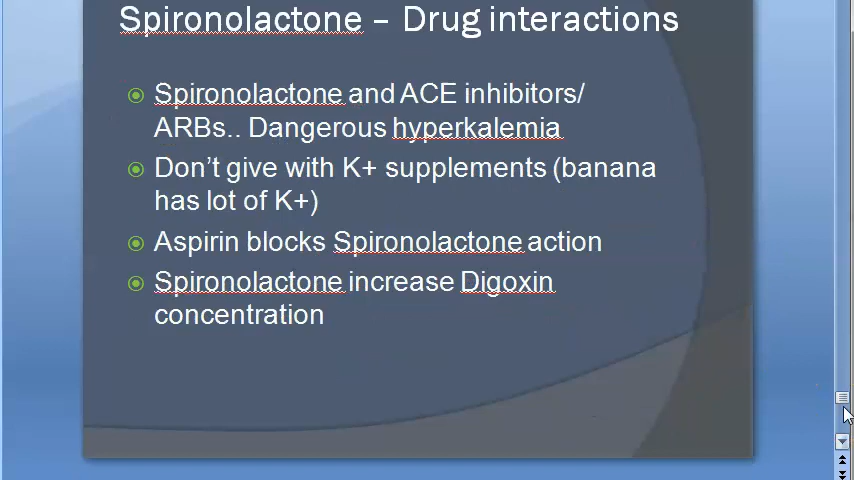 Spironolactone – Drug interactions
Spironolactone and ACE inhibitors/
ARBs.. Dangerous hyperkalemia
Don't give with K+ supplements (banana
has lot of K+)
Aspirin blocks Spironolactone action
Spironolactone increase Digoxin
concentration